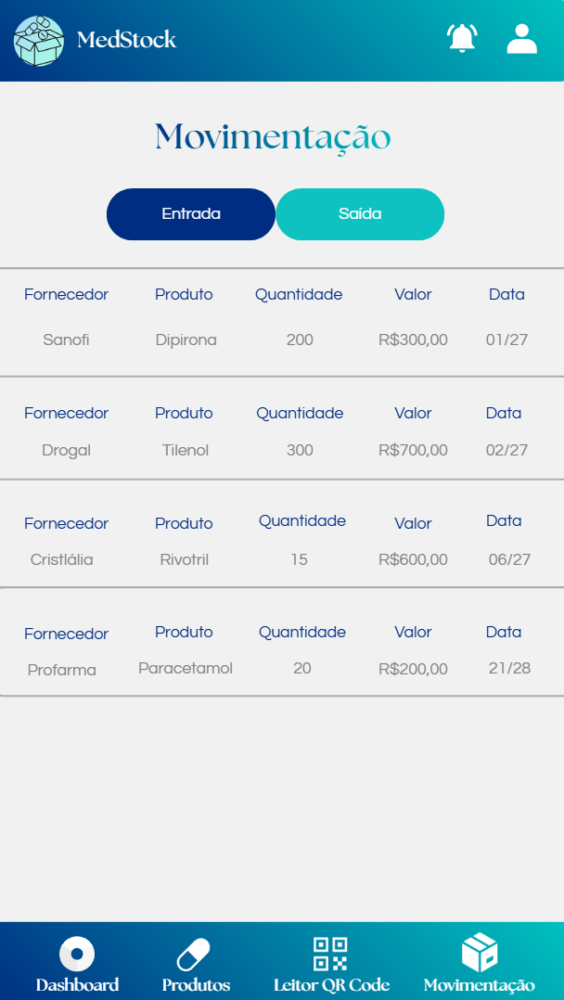 MedStock
Movimentação
Entrada Saída
Fornecedor Produto Quantidade Valor Data
Sanofi Dipirona 200 R$300,00 01/27
Fornecedor Produto Quantidade Valor Data
Drogal Tilenol 300 R$700,00 02/27
Fornecedor Produto Quantidade Valor Data
Cristlália Rivotril 15 R$600,00 06/27
Fornecedor Produto Quantidade Valor Data
Profarma Paracetamol 20 R$200,00 21/28
Dashboard Produtos Leitor QR Code Movimentação